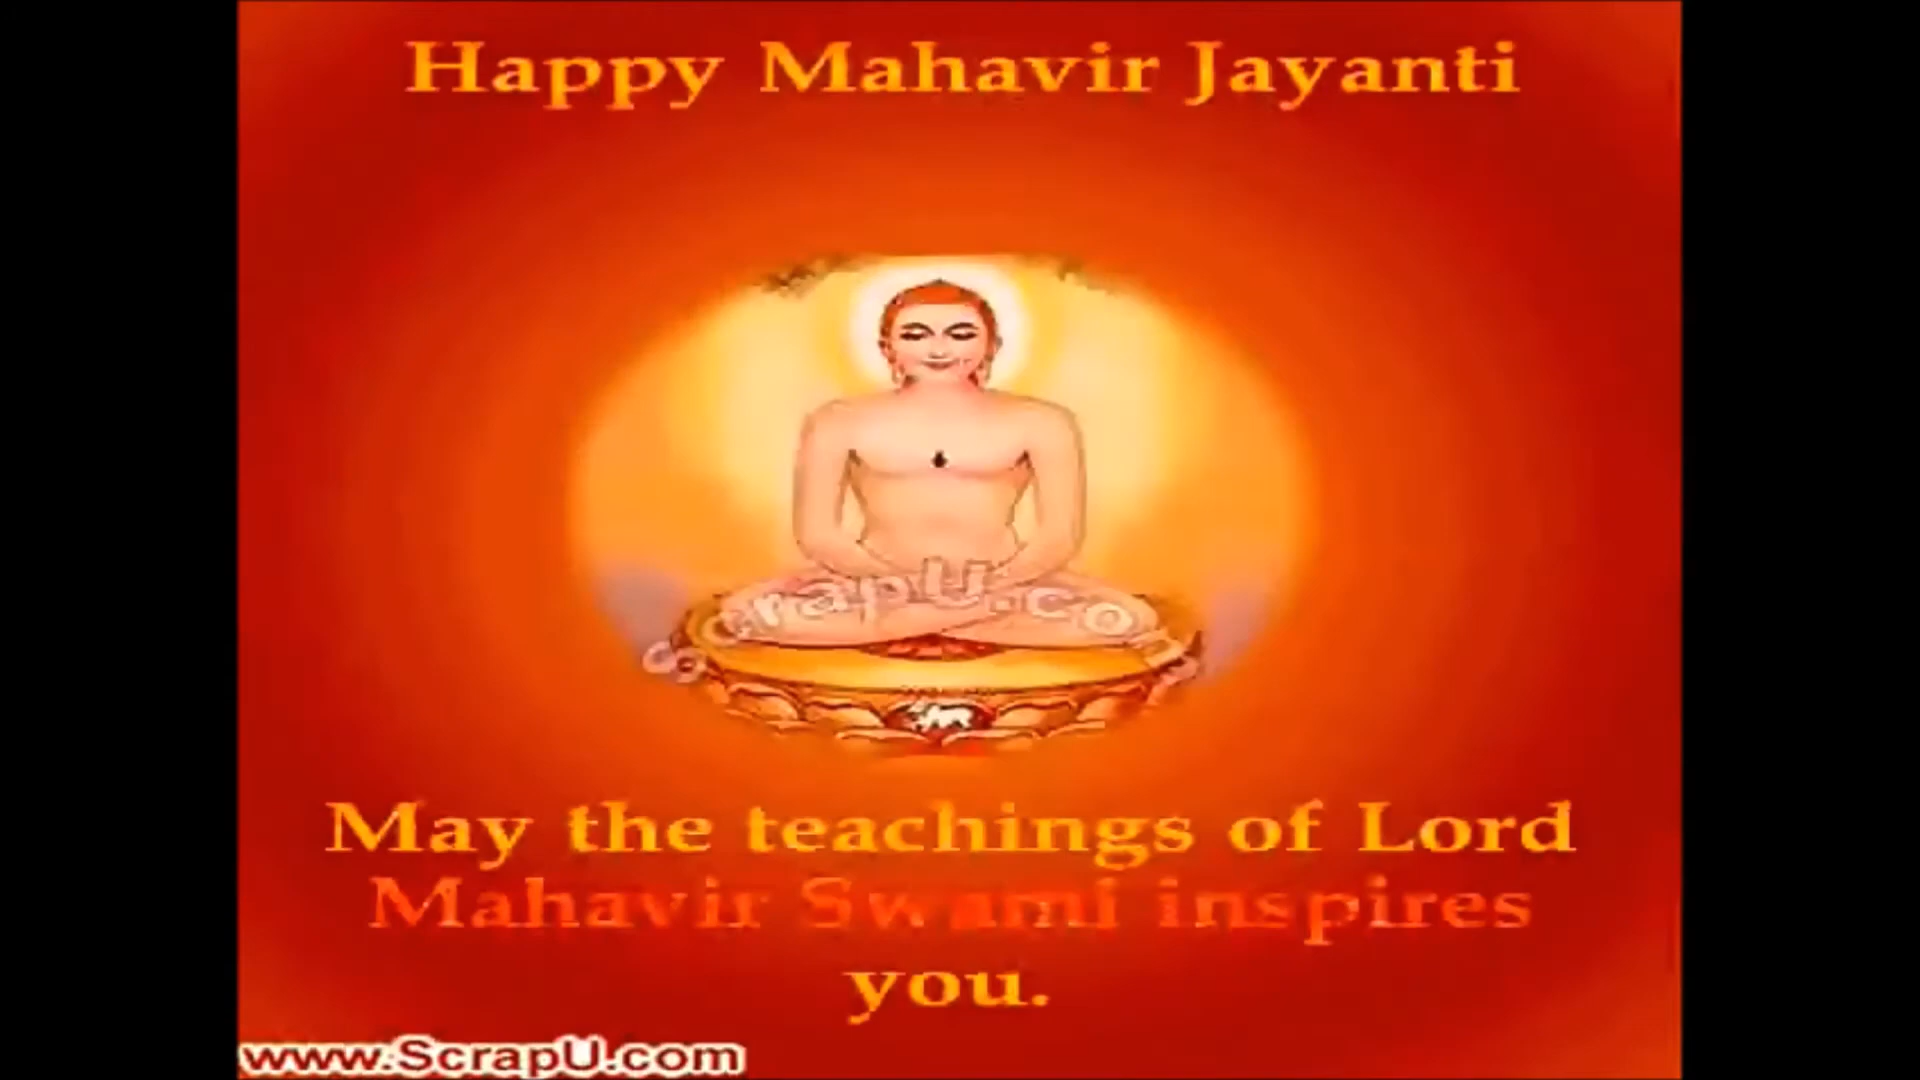 Happy Mahavir Jayanti
May the teachings of Lord
Mahavir Swami inspires
you.
www.ScrapU.com